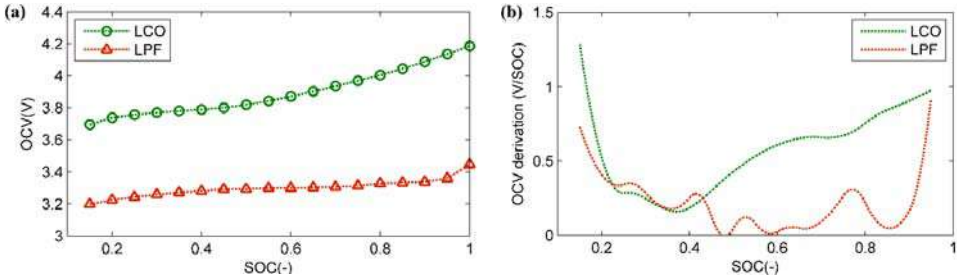 (a)
4.4
4.2
4
3.8
3.6
3.4
3.2
3
OCV(V)
LCO
LPF
0.2
0.4
0.6
0.8
1
SOC(-)
(b)
1.5
1
0.5
0
OCV derivation (V/SOC)
LCO
LPF
0.2
0.4
0.6
0.8
1
SOC(-)